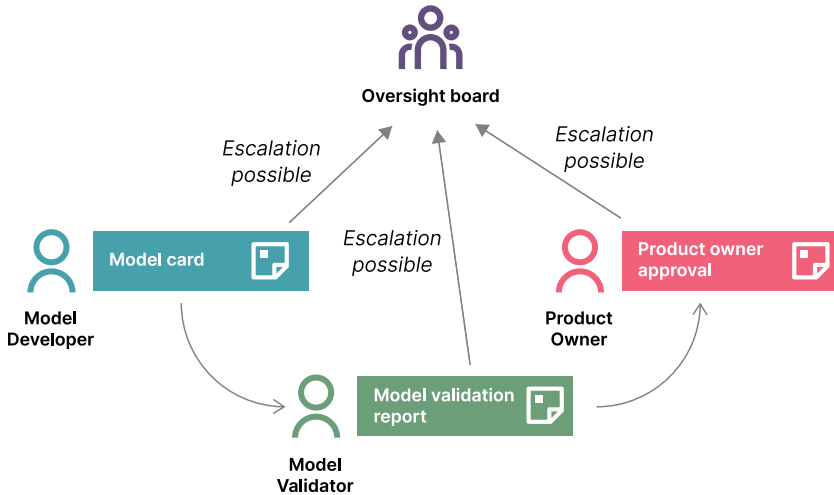 Oversight board
Escalation
possible
Escalation
possible
Escalation
possible
Model card
Product owner
approval
Model
Developer
Product
Owner
Model validation
report
Model
Validator